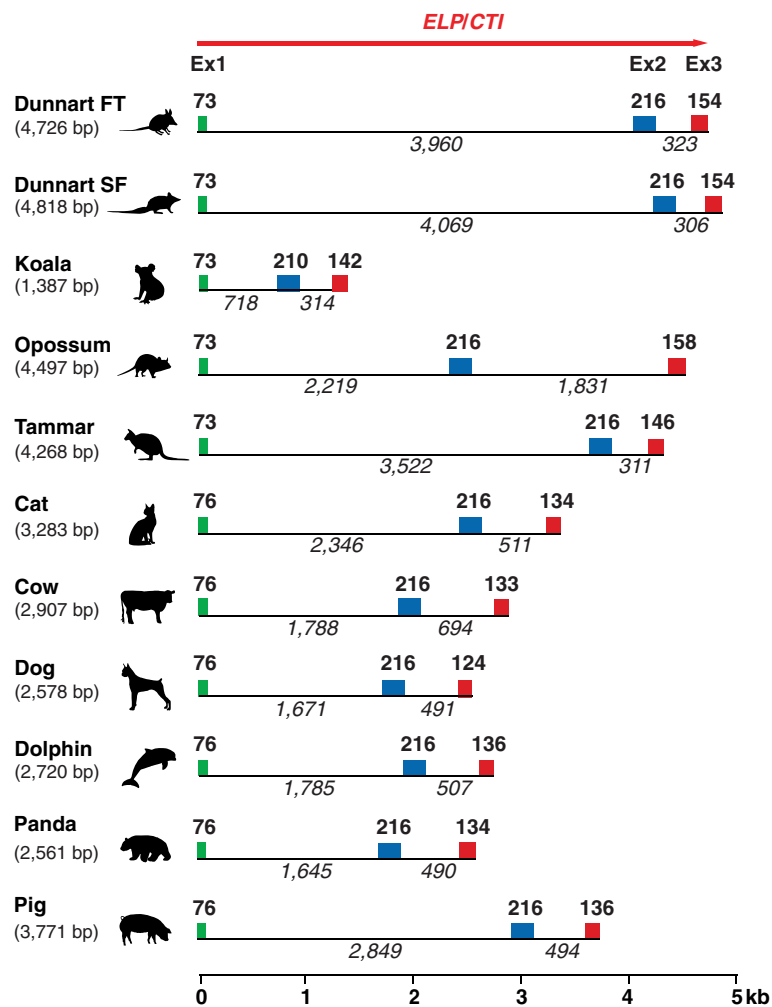 ELP/CTI
Ex1 Ex2 Ex3
Dunnart FT 73 216 154
(4,726 bp) 3,960 323
Dunnart SF 73 216 154
(4,818 bp) 4,069 306
Koala 73 210 142
(1,387 bp) 718 314
Opossum 73 216 158
(4,497 bp) 2,219 1,831
Tammar 73 216 146
(4,268 bp) 3,522 311
Cat 76 216 134
(3,283 bp) 2,346 511
Cow 76 216 133
(2,907 bp) 1,788 694
Dog 76 216 124
(2,578 bp) 1,671 491
Dolphin 76 216 136
(2,720 bp) 1,785 507
Panda 76 216 134
(2,561 bp) 1,645 490
Pig 76 216 136
(3,771 bp) 2,849 494
0 1 2 3 4 5 kb